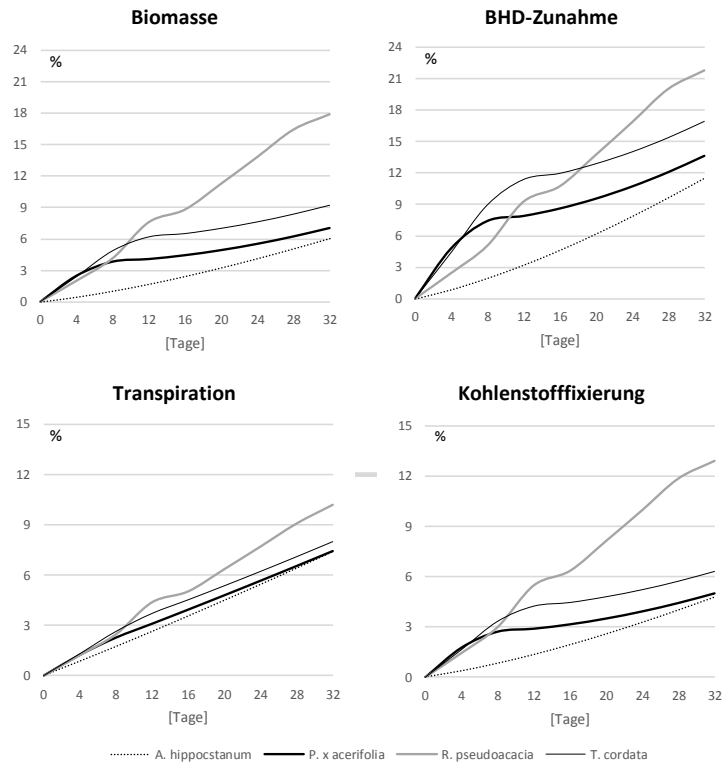 Biomasse
BHD-Zunahme
24
21
18
15
12
9
6
3
0
%
0 4 8 12 16 20 24 28 32
[Tage]
24
21
18
15
12
9
6
3
0
%
0 4 8 12 16 20 24 28 32
[Tage]
Transpiration
Kohlenstofffixierung
15
12
9
6
3
0
%
0 4 8 12 16 20 24 28 32
[Tage]
15
12
9
6
3
0
%
0 4 8 12 16 20 24 28 32
[Tage]
A. hippocstanum P. x acerifolia R. pseudoacacia T. cordata